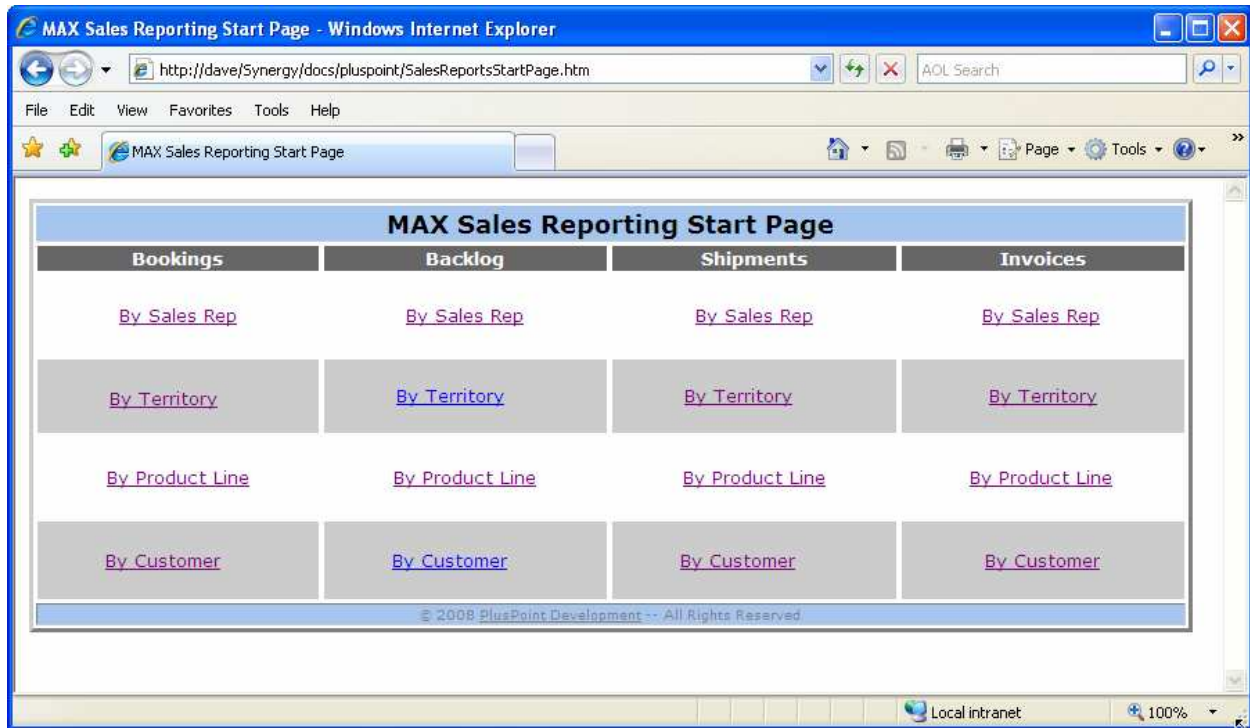 MAX Sales Reporting Start Page - Windows Internet Explorer
http://dave/Synergy/docs/pluspoint/SalesReportsStartPage.htm AOL Search
File Edit View Favorites Tools Help
MAX Sales Reporting Start Page Page Tools »
MAX Sales Reporting Start Page
Bookings Backlog Shipments Invoices
By Sales Rep By Sales Rep By Sales Rep By Sales Rep
By Territory By Territory By Territory By Territory
By Product Line By Product Line By Product Line By Product Line
By Customer By Customer By Customer By Customer
© 2008 PlusPoint Development -- All Rights Reserved
Local intranet 100%